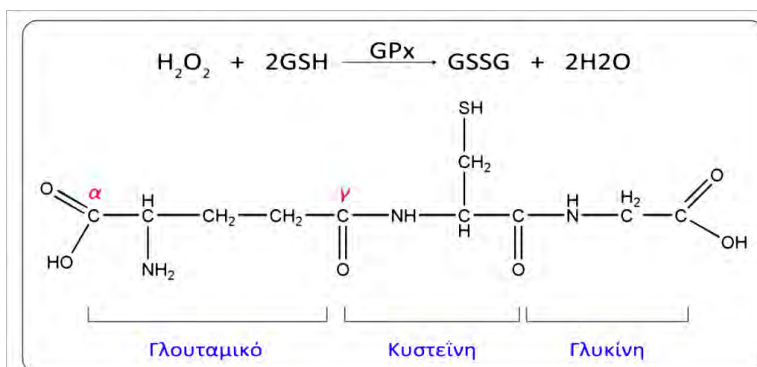 GPx
H₂O₂ + 2GSH GSSG + 2H2O
SH
CH₂
O α H γ H H₂ O
C C CH₂ CH₂ C NH C C N C C
HO NH₂ O H O OH
Γλουταμικό Κυστεΐνη Γλυκίνη